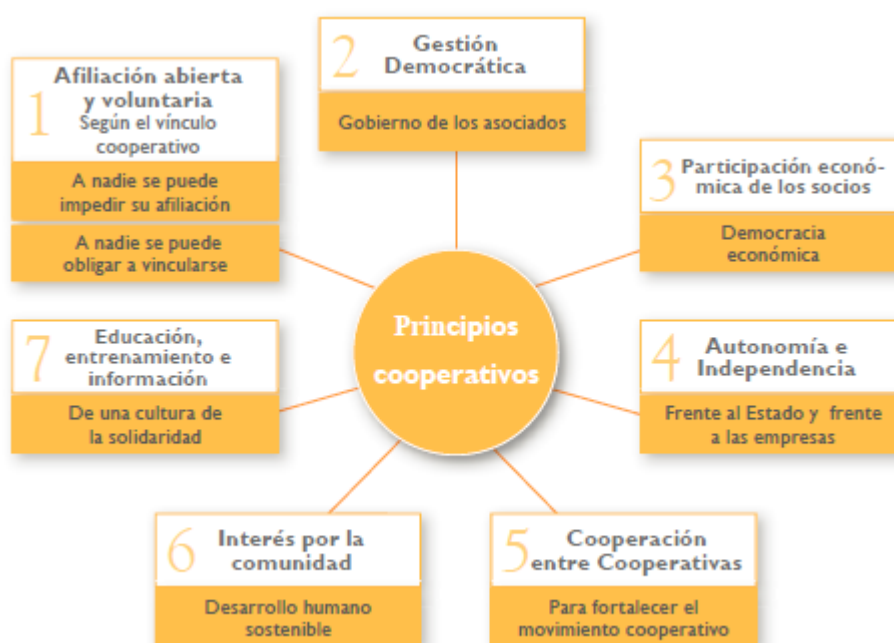 1
Afiliación abierta
y voluntaria
Según el vínculo
cooperativo
A nadie se puede
impedir su afiliación
A nadie se puede
obligar a vincularse
2
Gestión
Democrática
Gobierno de los asociados
3
Participación econó-
mica de los socios
Democracia
económica
4
Autonomía e
Independencia
Frente al Estado y frente
a las empresas
5
Cooperación
entre Cooperativas
Para fortalecer el
movimiento cooperativo
6
Interés por la
comunidad
Desarrollo humano
sostenible
7
Educación,
entrenamiento e
información
De una cultura de
la solidaridad
Principios
cooperativos